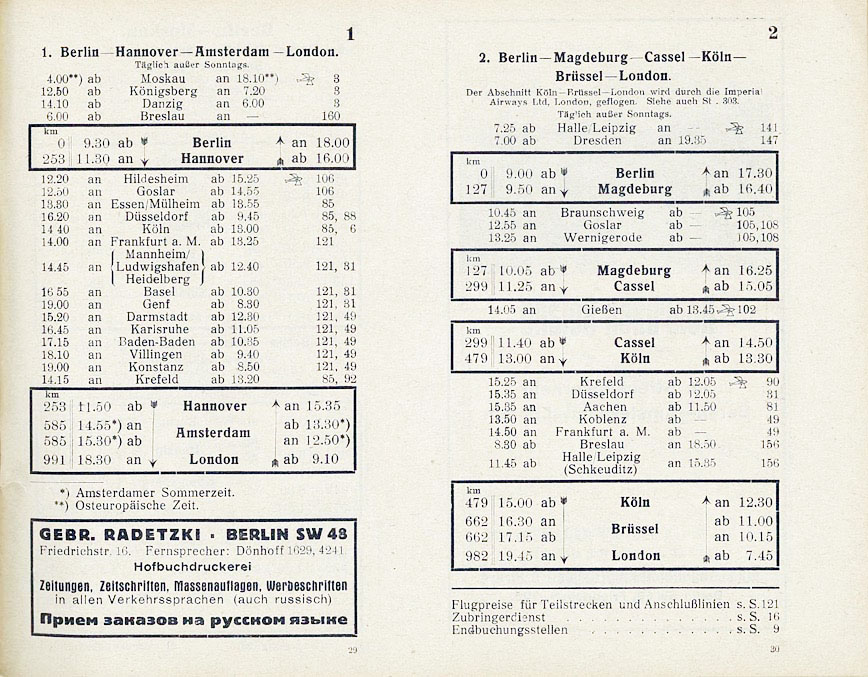 1
1. Berlin—Hannover—Amsterdam—London.
Täglich außer Sonntags.
4.00**) ab Moskau an 18.10**) 3
12.50 ab Königsberg an 7.20 3
14.10 ab Danzig an 6.00 3
6.00 ab Breslau an — 160
km
0 9.30 ab Berlin an 18.00
253 11.30 an Hannover ab 16.00
12.20 an Hildesheim ab 15.25 106
12.50 an Goslar ab 14.55 106
13.30 an Essen/Mülheim ab 13.55 85
16.20 an Düsseldorf ab 9.45 85, 88
14 40 an Köln ab 13.00 85, 6
14.00 an Frankfurt a. M. ab 13.25 121
Mannheim/
14.45 an Ludwigshafen ab 12.40 121, 31
Heidelberg
16 55 an Basel ab 10.30 121, 31
19.00 an Genf ab 8.30 121, 31
15.20 an Darmstadt ab 12.30 121, 49
16.45 an Karlsruhe ab 11.05 121, 49
17.15 an Baden-Baden ab 10.35 121, 49
18.10 an Villingen ab 9.40 121, 49
19.00 an Konstanz ab 8.50 121, 49
14.15 an Krefeld ab 13.20 85, 92
km
253 11.50 ab Hannover an 15.35
585 14.55*) an ab 13.30*)
Amsterdam
585 15.30*) ab an 12.50*)
991 18.30 an London ab 9.10
*) Amsterdamer Sommerzeit.
**) Osteuropäische Zeit.
GEBR. RADETZKI · BERLIN SW 48
Friedrichstr. 16. Fernsprecher: Dönhoff 1629, 4241
Hofbuchdruckerei
Zeitungen, Zeitschriften, Massenauflagen, Werbeschriften
in allen Verkehrssprachen (auch russisch)
Прием заказов на русском языке
29
2
2. Berlin—Magdeburg—Cassel—Köln—
Brüssel—London.
Der Abschnitt Köln—Brüssel—London wird durch die Imperial
Airways Ltd. London, geflogen. Siehe auch St. 303.
Täglich außer Sonntags.
7.25 ab Halle/Leipzig an — 141
7.00 ab Dresden an 19.35 147
km
0 9.00 ab Berlin an 17.30
127 9.50 an Magdeburg ab 16.40
10.45 an Braunschweig ab — 105
12.55 an Goslar ab — 105,108
13.25 an Wernigerode ab — 105,108
km
127 10.05 ab Magdeburg an 16.25
299 11.25 an Cassel ab 15.05
14.05 an Gießen ab 13.45 102
km
299 11.40 ab Cassel an 14.50
479 13.00 an Köln ab 13.30
15.25 an Krefeld ab 12.05 90
15.35 an Düsseldorf ab 12.05 31
15.35 an Aachen ab 11.50 81
13.50 an Koblenz ab — 49
14.50 an Frankfurt a. M. ab — 49
8.30 ab Breslau an 18.50 156
Halle/Leipzig
11.45 ab an 15.35 156
(Schkeuditz)
km
479 15.00 ab Köln an 12.30
662 16.30 an ab 11.00
Brüssel
662 17.15 ab an 10.15
982 19.45 an London ab 7.45
Flugpreise für Teilstrecken und Anschlußlinien s. S. 121
Zubringerdienst . . . . . . . . . . . . . s. S. 16
Endbuchungsstellen . . . . . . . . . . . s. S. 9
30